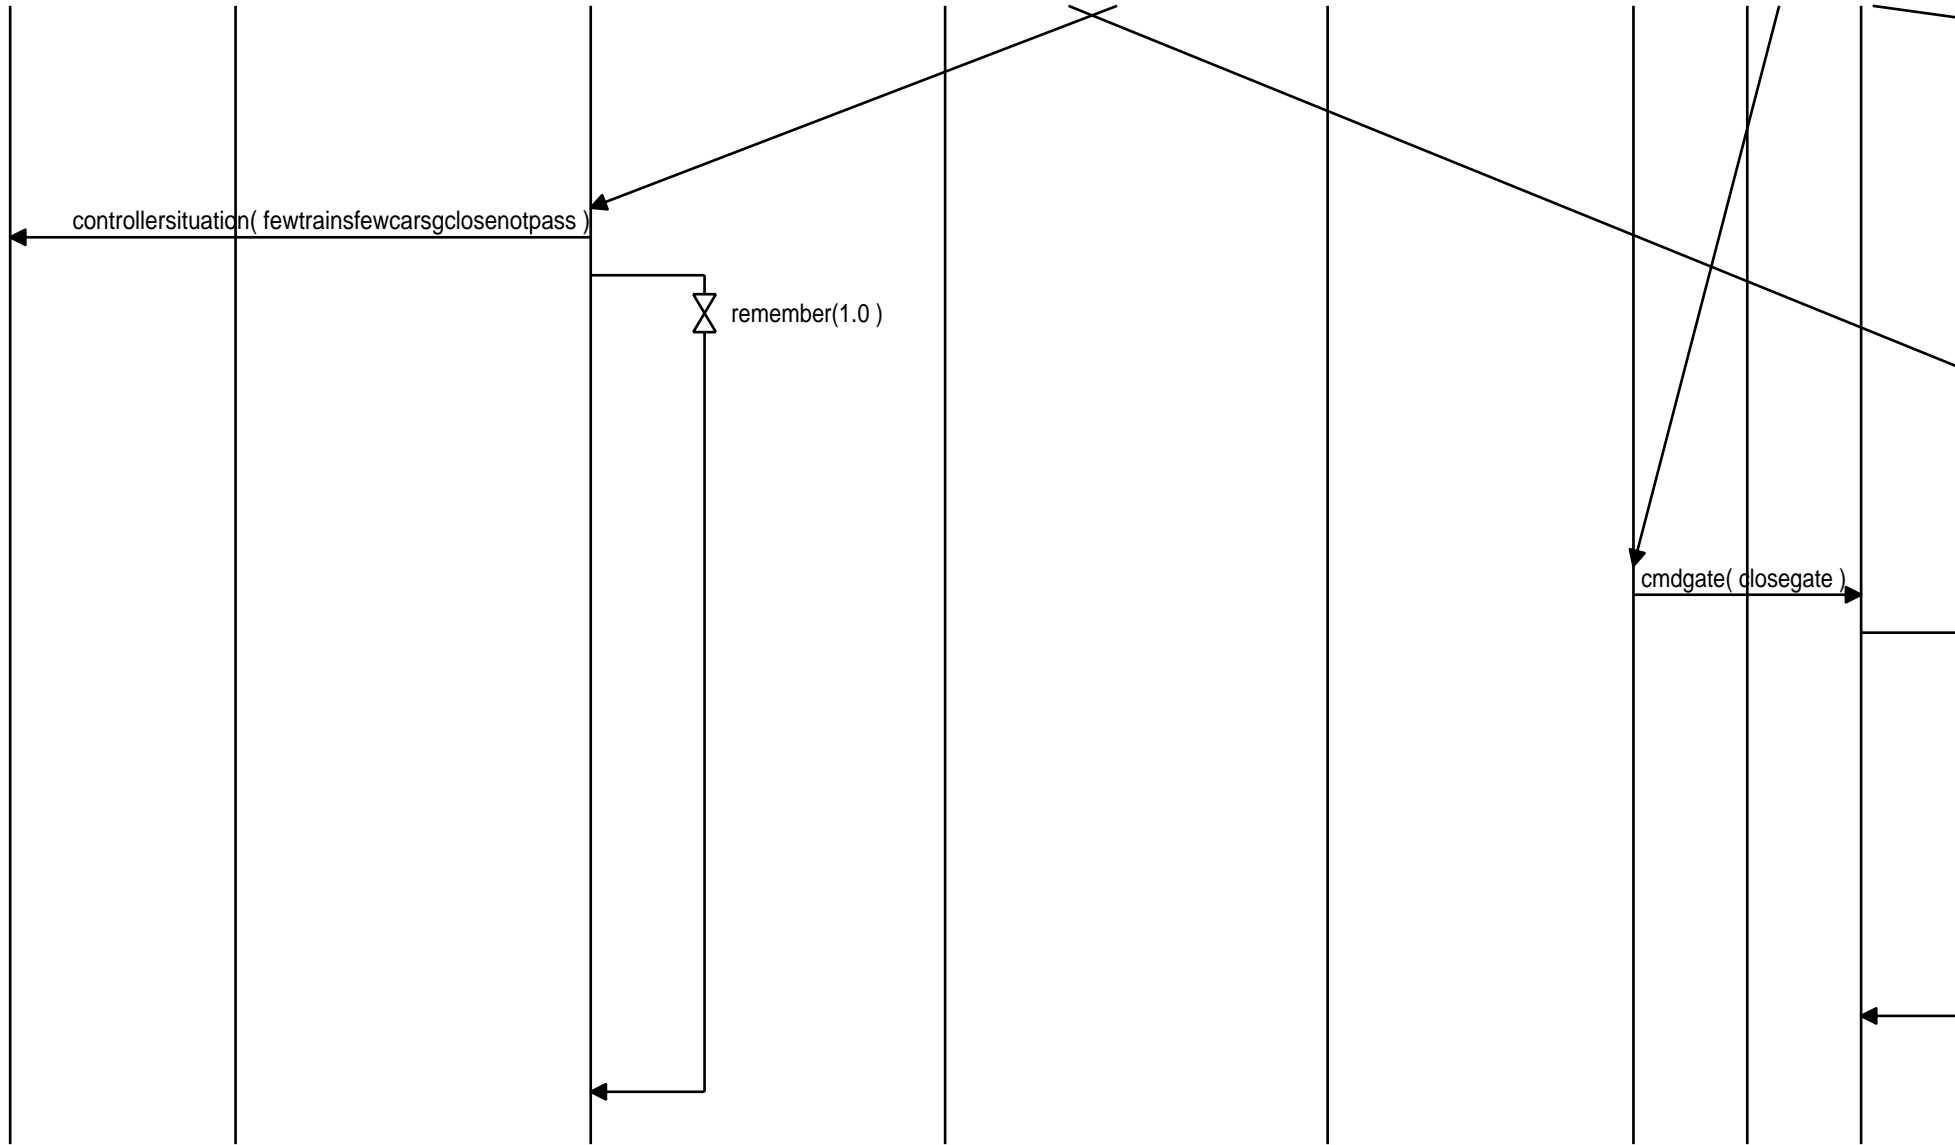 controllersituation( fewtrainsfewcarsgclosenotpass )
remember(1.0 )
cmdgate( closegate )